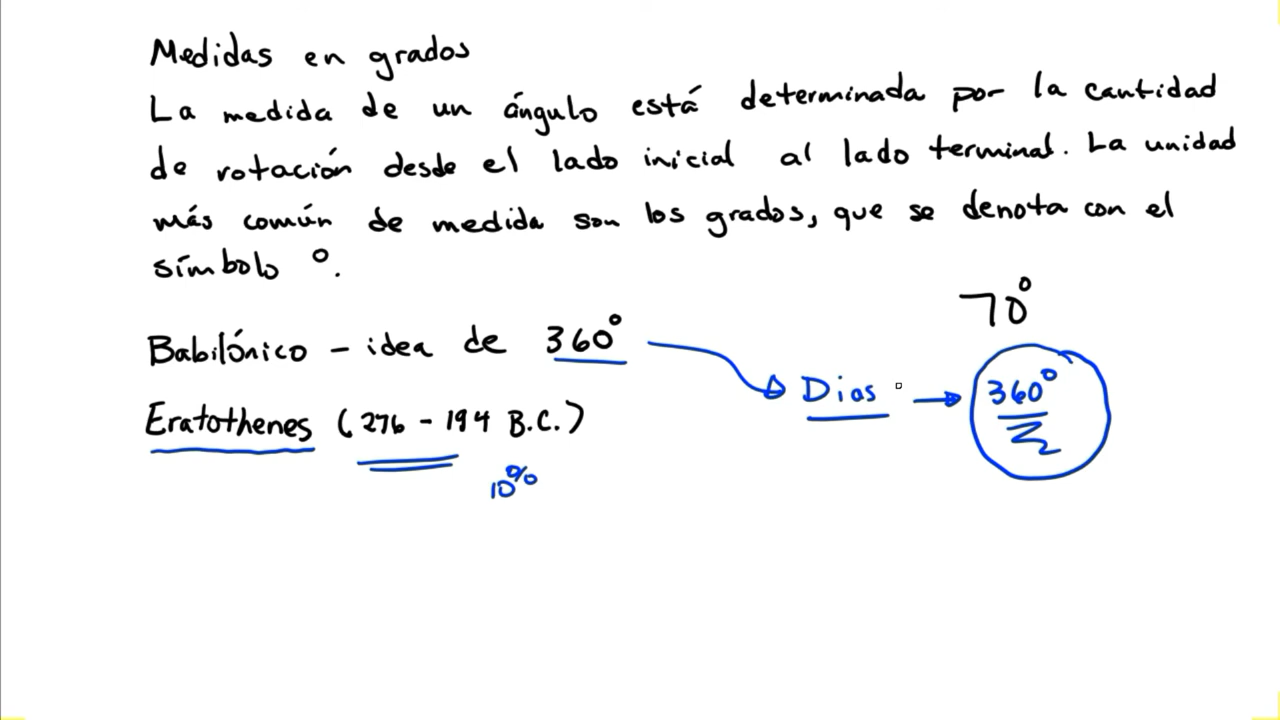 Medidas en grados
La medida de un ángulo está determinada por la cantidad
de rotación desde el lado inicial al lado terminal. La unidad
más común de medida son los grados, que se denota con el
símbolo °.
70°
Babilónico – idea de 360°
Dias → 360°
Eratothenes (276 – 194 B.C.)
10%